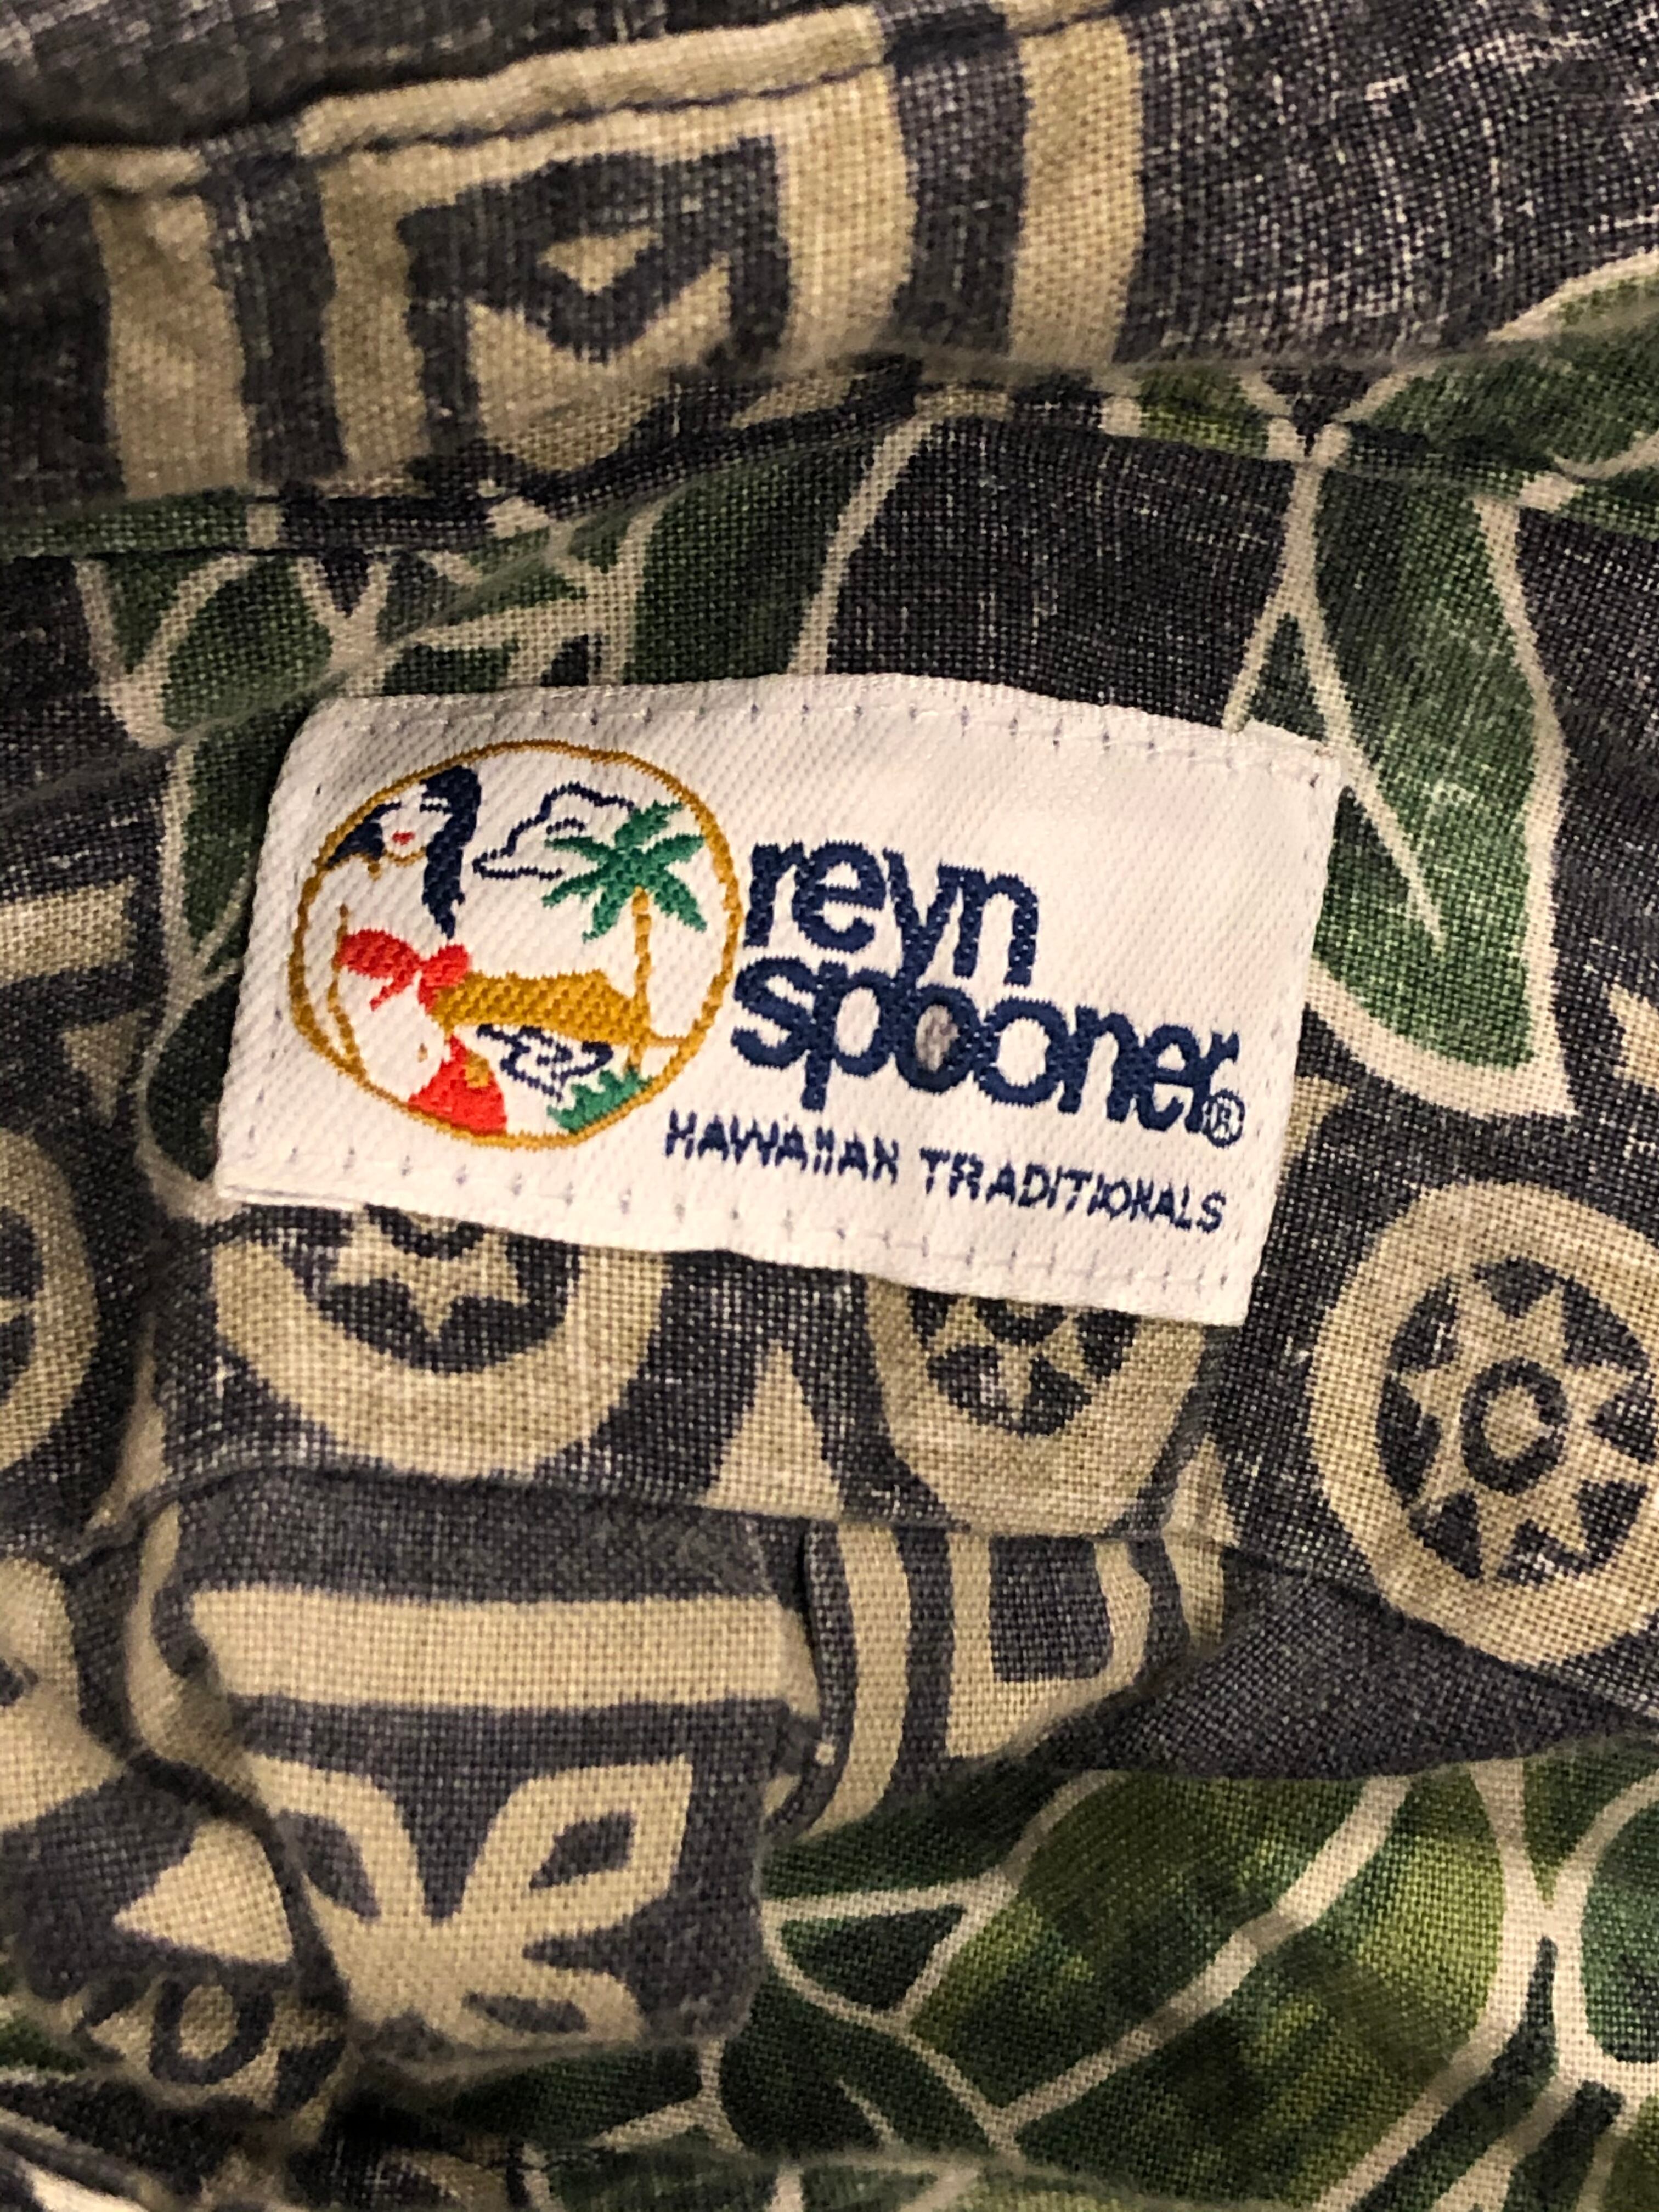 reyn
spooner®
HAWAIIAN TRADITIONALS